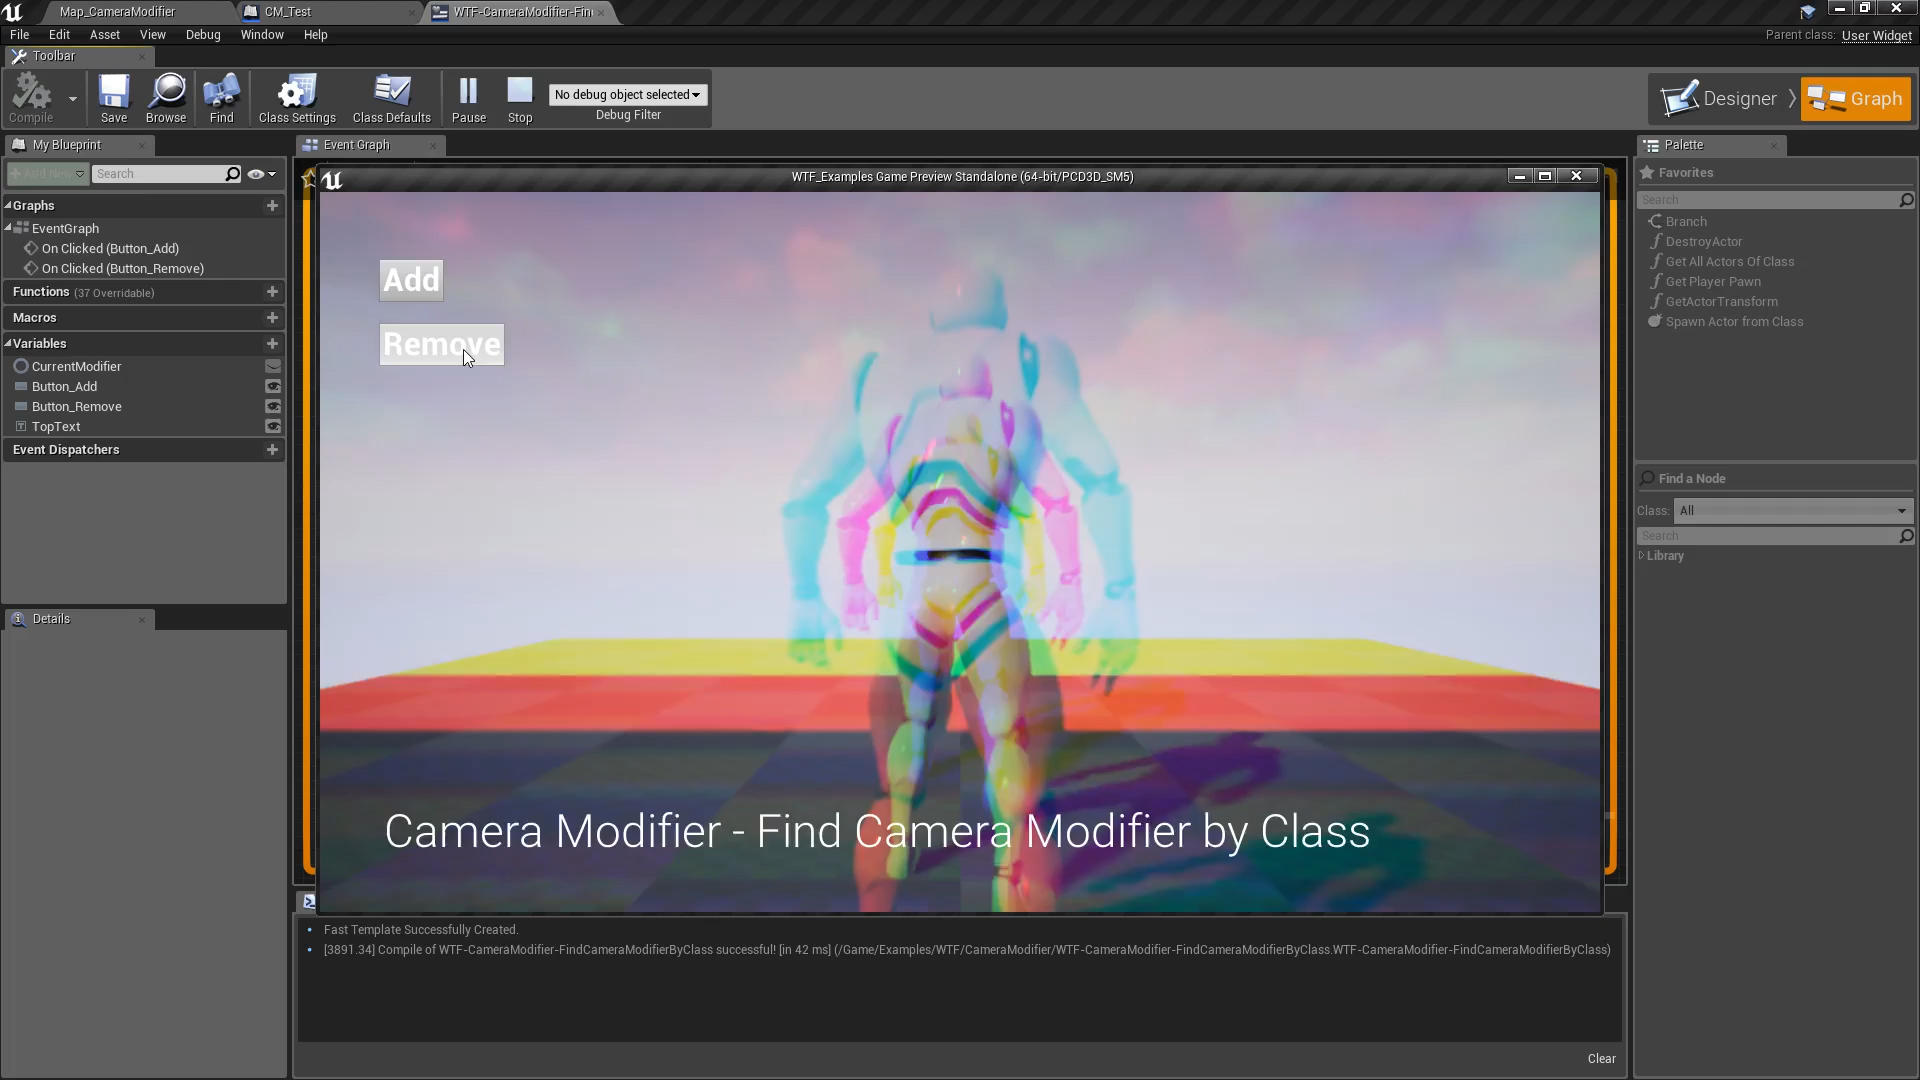 Map_CameraModifier
CM_Test
WTF-CameraModifier-Fin
File Edit Asset View Debug Window Help
Parent class: User Widget
Toolbar
Compile
Save
Browse
Find
Class Settings
Class Defaults
Pause
Stop
No debug object selected
Debug Filter
Designer
Graph
My Blueprint
Event Graph
Palette
Add New
Search
WTF_Examples Game Preview Standalone (64-bit/PCD3D_SM5)
Favorites
Search
Graphs
EventGraph
On Clicked (Button_Add)
On Clicked (Button_Remove)
Functions (37 Overridable)
Macros
Variables
CurrentModifier
Button_Add
Button_Remove
TopText
Event Dispatchers
Details
Add
Remove
Camera Modifier - Find Camera Modifier by Class
Branch
DestroyActor
Get All Actors Of Class
Get Player Pawn
GetActorTransform
Spawn Actor from Class
Find a Node
Class: All
Search
Library
Fast Template Successfully Created.
[3891.34] Compile of WTF-CameraModifier-FindCameraModifierByClass successful! [in 42 ms] (/Game/Examples/WTF/CameraModifier/WTF-CameraModifier-FindCameraModifierByClass.WTF-CameraModifier-FindCameraModifierByClass)
Clear